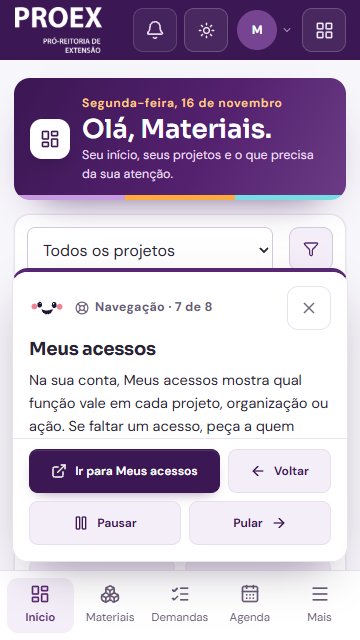 PROEX
PRÓ-REITORIA DE
EXTENSÃO
M
Segunda-feira, 16 de novembro
Olá, Materiais.
Seu início, seus projetos e o que precisa
da sua atenção.
Todos os projetos
Navegação · 7 de 8
Meus acessos
Na sua conta, Meus acessos mostra qual
função vale em cada projeto, organização ou
ação. Se faltar um acesso, peça a quem
Ir para Meus acessos
Voltar
Pausar
Pular
Início
Materiais
Demandas
Agenda
Mais